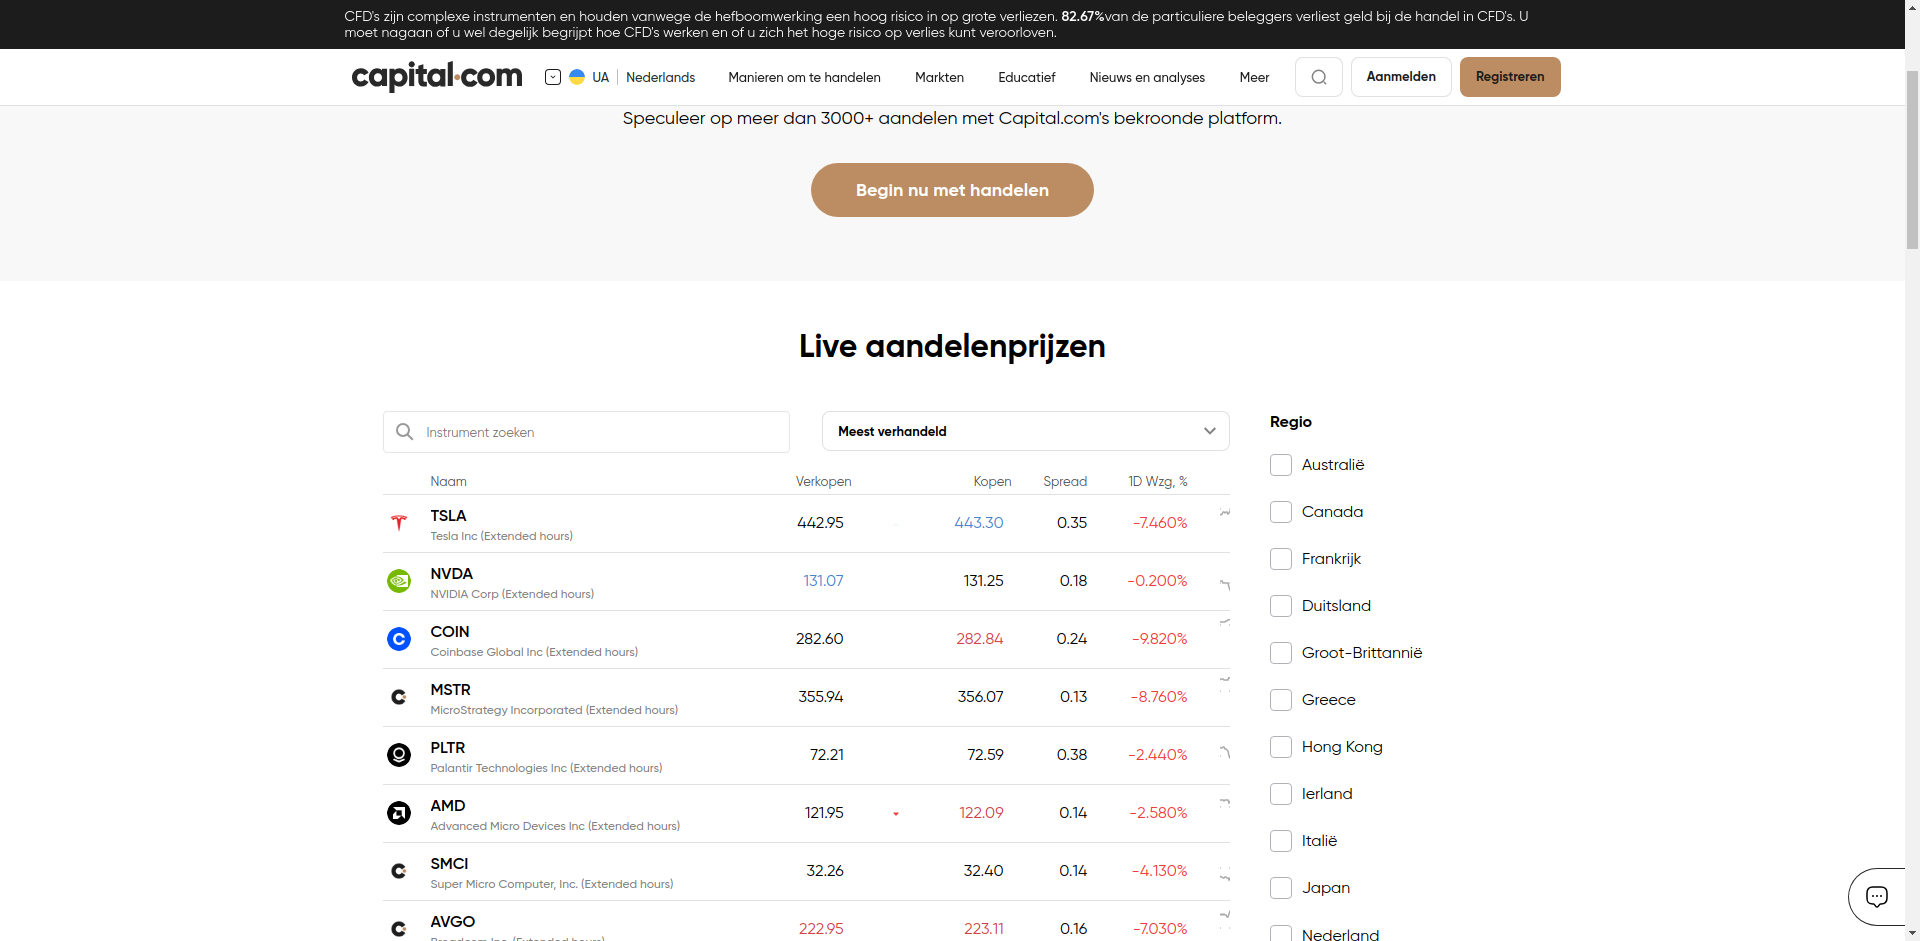 CFD's zijn complexe instrumenten en houden vanwege de hefboomwerking een hoog risico in op grote verliezen. 82.67%van de particuliere beleggers verliest geld bij de handel in CFD's. U
moet nagaan of u wel degelijk begrijpt hoe CFD's werken en of u zich het hoge risico op verlies kunt veroorloven.
capital.com UA Nederlands Manieren om te handelen Markten Educatief Nieuws en analyses Meer Aanmelden Registreren
Speculeer op meer dan 3000+ aandelen met Capital.com's bekroonde platform.
Begin nu met handelen
Live aandelenprijzen
Instrument zoeken
Meest verhandeld
Naam Verkopen Kopen Spread 1D Wzg, %
TSLA 442.95 443.30 0.35 -7.460%
Tesla Inc (Extended hours)
NVDA 131.07 131.25 0.18 -0.200%
NVIDIA Corp (Extended hours)
COIN 282.60 282.84 0.24 -9.820%
Coinbase Global Inc (Extended hours)
MSTR 355.94 356.07 0.13 -8.760%
MicroStrategy Incorporated (Extended hours)
PLTR 72.21 72.59 0.38 -2.440%
Palantir Technologies Inc (Extended hours)
AMD 121.95 122.09 0.14 -2.580%
Advanced Micro Devices Inc (Extended hours)
SMCI 32.26 32.40 0.14 -4.130%
Super Micro Computer, Inc. (Extended hours)
AVGO 222.95 223.11 0.16 -7.030%
Broadcom Inc. (Extended hours)
Regio
Australië
Canada
Frankrijk
Duitsland
Groot-Brittannië
Greece
Hong Kong
Ierland
Italië
Japan
Nederland